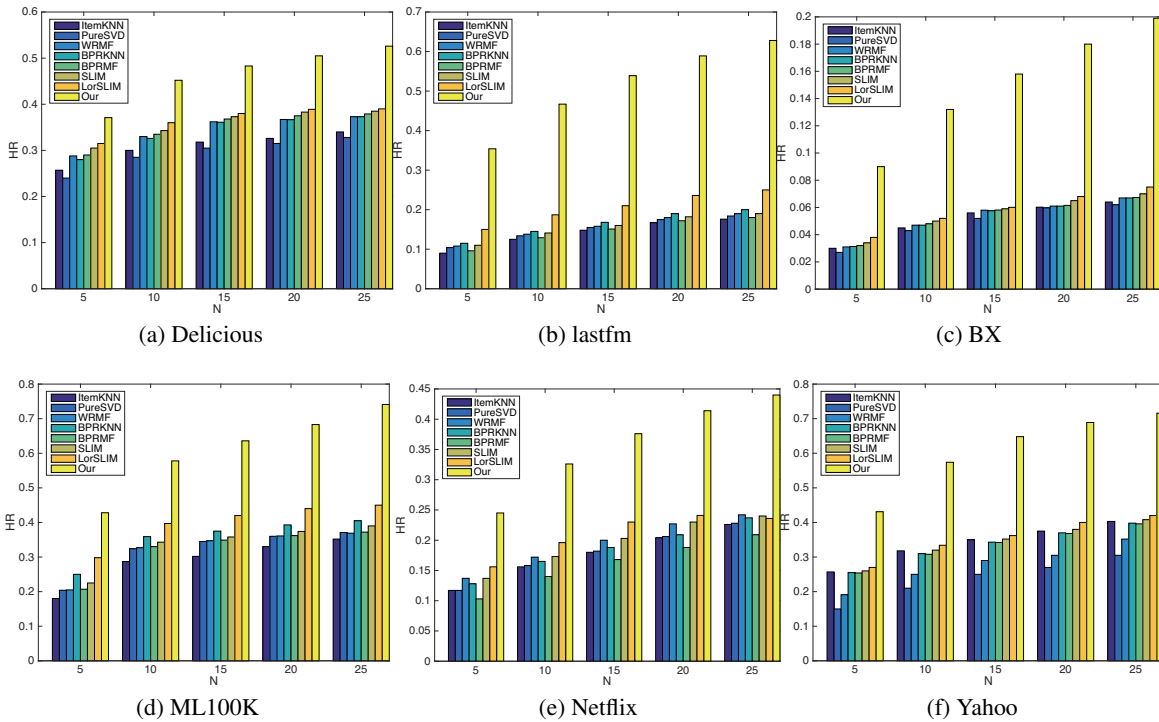 0.6
0.5
0.4
0.3
0.2
0.1
0
HR
ItemKNN
PureSVD
WRMF
BPRKNN
BPRMF
SLIM
LorSLIM
Our
5 10 15 20 25
N
(a) Delicious
0.7
0.6
0.5
0.4
0.3
0.2
0.1
0
HR
ItemKNN
PureSVD
WRMF
BPRKNN
BPRMF
SLIM
LorSLIM
Our
5 10 15 20 25
N
(b) lastfm
0.2
0.18
0.16
0.14
0.12
0.1
0.08
0.06
0.04
0.02
0
HR
ItemKNN
PureSVD
WRMF
BPRKNN
BPRMF
SLIM
LorSLIM
Our
5 10 15 20 25
N
(c) BX
0.8
0.7
0.6
0.5
0.4
0.3
0.2
0.1
0
HR
ItemKNN
PureSVD
WRMF
BPRKNN
BPRMF
SLIM
LorSLIM
Our
5 10 15 20 25
N
(d) ML100K
0.45
0.4
0.35
0.3
0.25
0.2
0.15
0.1
0.05
0
HR
ItemKNN
PureSVD
WRMF
BPRKNN
BPRMF
SLIM
LorSLIM
Our
5 10 15 20 25
N
(e) Netflix
0.8
0.7
0.6
0.5
0.4
0.3
0.2
0.1
0
HR
ItemKNN
PureSVD
WRMF
BPRKNN
BPRMF
SLIM
LorSLIM
Our
5 10 15 20 25
N
(f) Yahoo